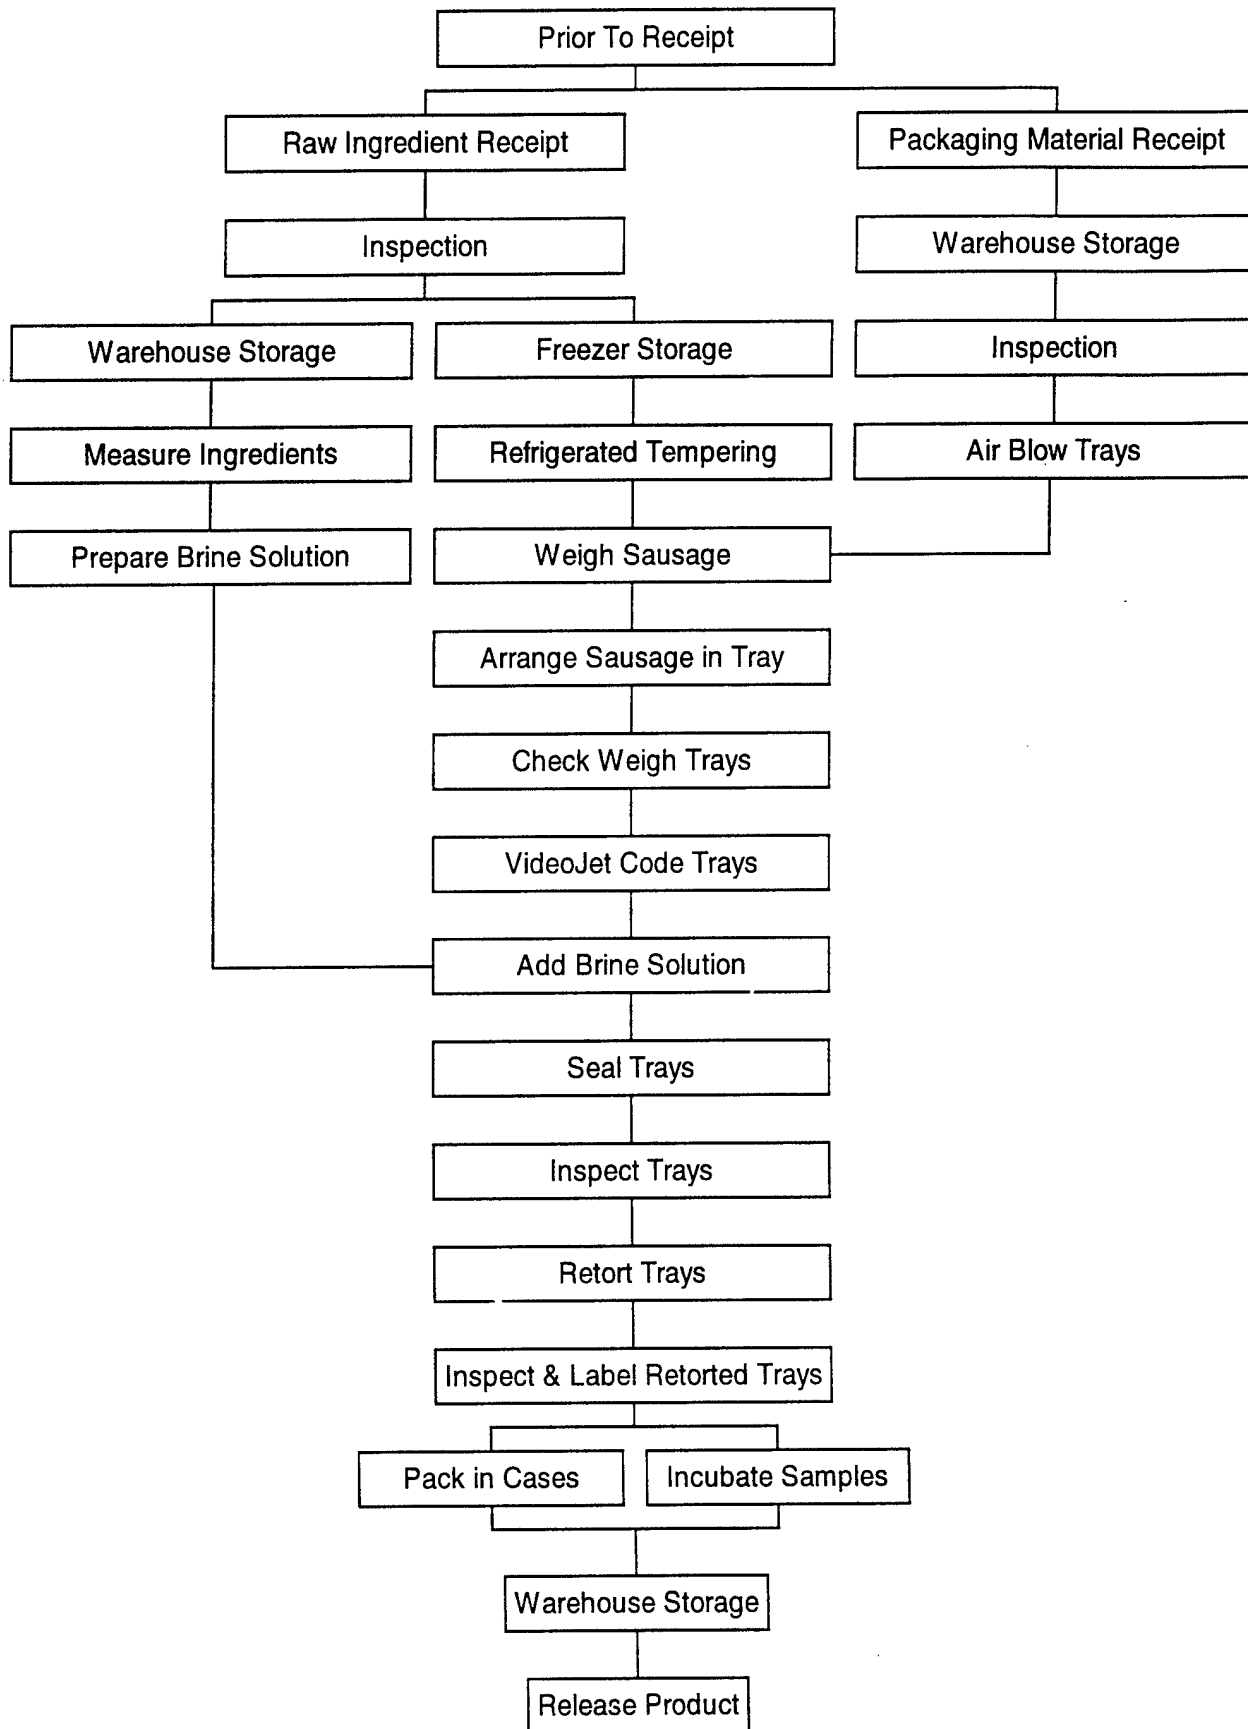 Prior To Receipt
Raw Ingredient Receipt
Packaging Material Receipt
Inspection
Warehouse Storage
Warehouse Storage
Freezer Storage
Inspection
Measure Ingredients
Refrigerated Tempering
Air Blow Trays
Prepare Brine Solution
Weigh Sausage
Arrange Sausage in Tray
Check Weigh Trays
VideoJet Code Trays
Add Brine Solution
Seal Trays
Inspect Trays
Retort Trays
Inspect & Label Retorted Trays
Pack in Cases
Incubate Samples
Warehouse Storage
Release Product